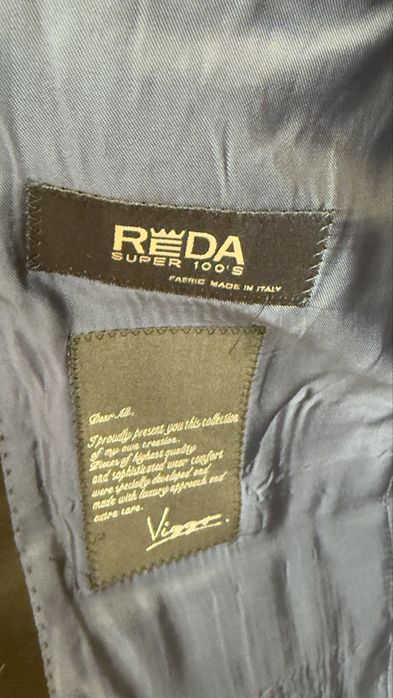 REDA
SUPER 100'S
FABRIC MADE IN ITALY
Dear All,
I proudly present you this collection
of my own creation.
Pieces of highest quality
and sophisticated wear comfort
were specially developed and
made with luxury approach and
extra care.
Viggo.